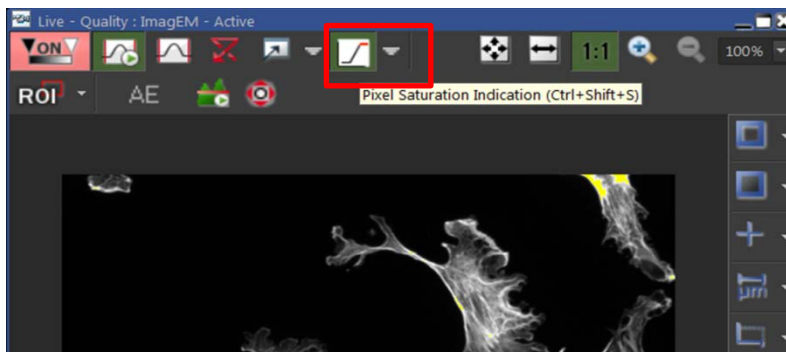 Live - Quality : ImagEM - Active
ON
1:1
100%
ROI
AE
Pixel Saturation Indication (Ctrl+Shift+S)
µm